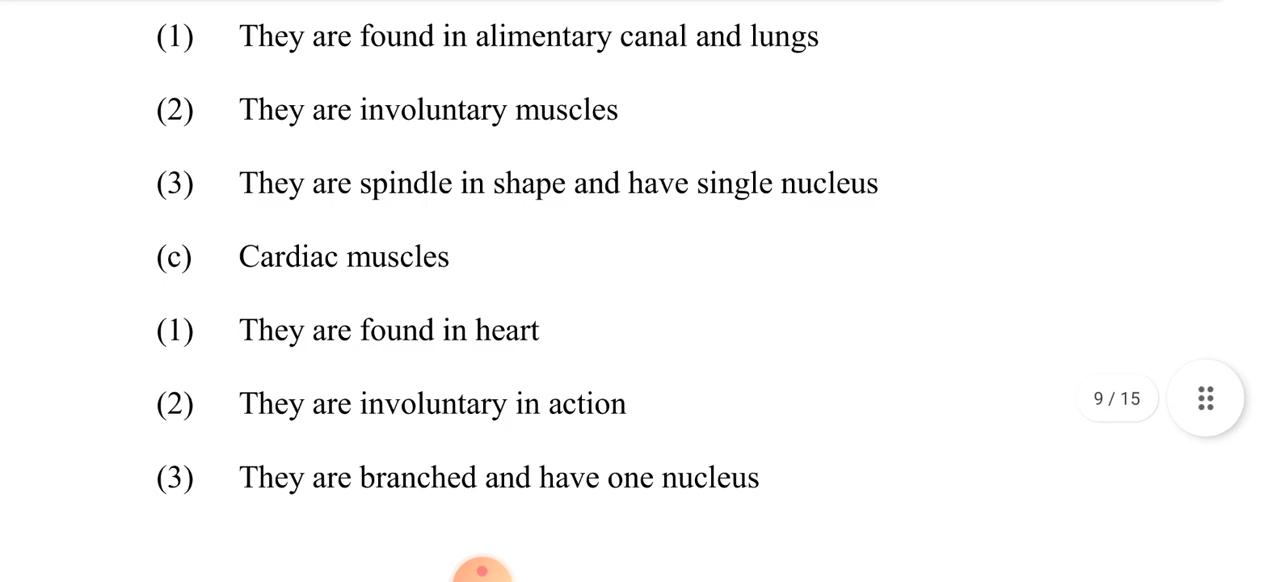 (1) They are found in alimentary canal and lungs
(2) They are involuntary muscles
(3) They are spindle in shape and have single nucleus
(c) Cardiac muscles
(1) They are found in heart
(2) They are involuntary in action
9 / 15
(3) They are branched and have one nucleus